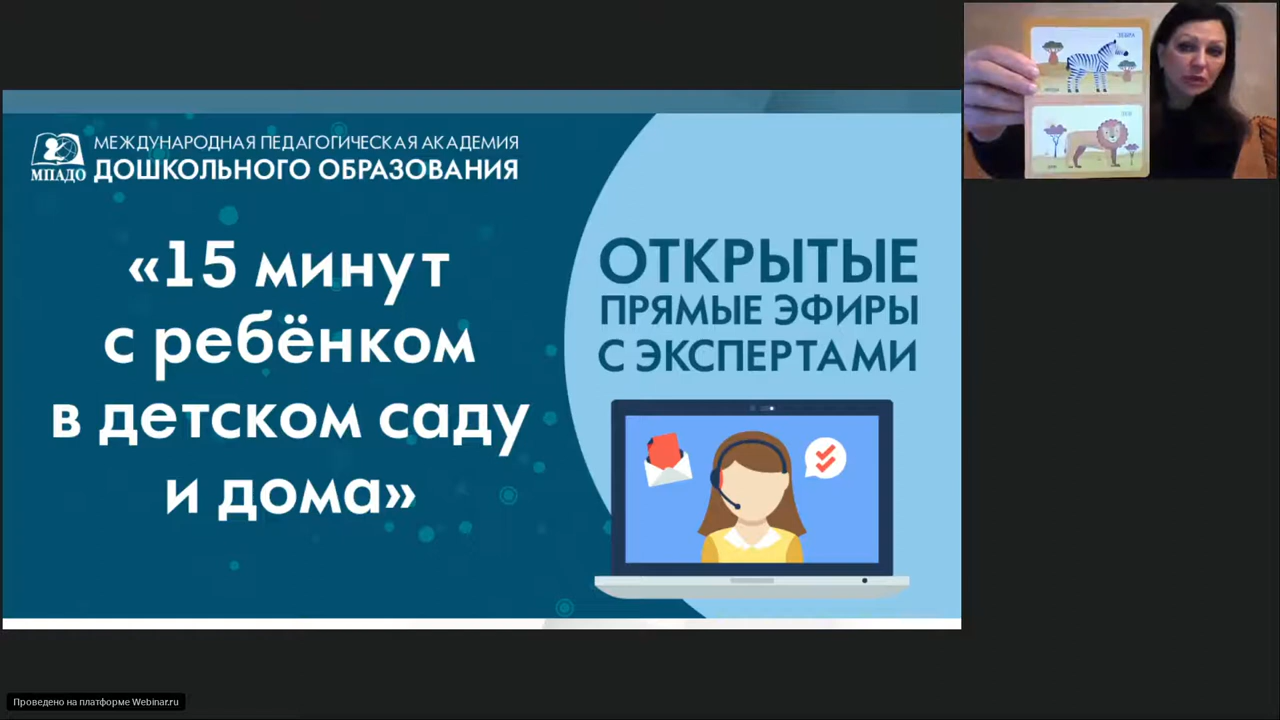 МЕЖДУНАРОДНАЯ ПЕДАГОГИЧЕСКАЯ АКАДЕМИЯ
МПАДО ДОШКОЛЬНОГО ОБРАЗОВАНИЯ
«15 минут
с ребёнком
в детском саду
и дома»
ОТКРЫТЫЕ
ПРЯМЫЕ ЭФИРЫ
С ЭКСПЕРТАМИ
ЗЕБРА
Проведено на платформе Webinar.ru